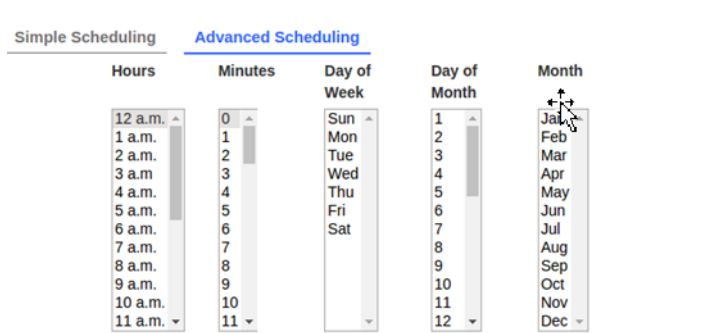 Simple Scheduling
Advanced Scheduling
Hours
Minutes
Day of
Week
Day of
Month
Month
12 a.m.
1 a.m.
2 a.m.
3 a.m
4 a.m.
5 a.m.
6 a.m.
7 a.m.
8 a.m.
9 a.m.
10 a.m.
11 a.m.
0
1
2
3
4
5
6
7
8
9
10
11
Sun
Mon
Tue
Wed
Thu
Fri
Sat
1
2
3
4
5
6
7
8
9
10
11
12
Jan
Feb
Mar
Apr
May
Jun
Jul
Aug
Sep
Oct
Nov
Dec